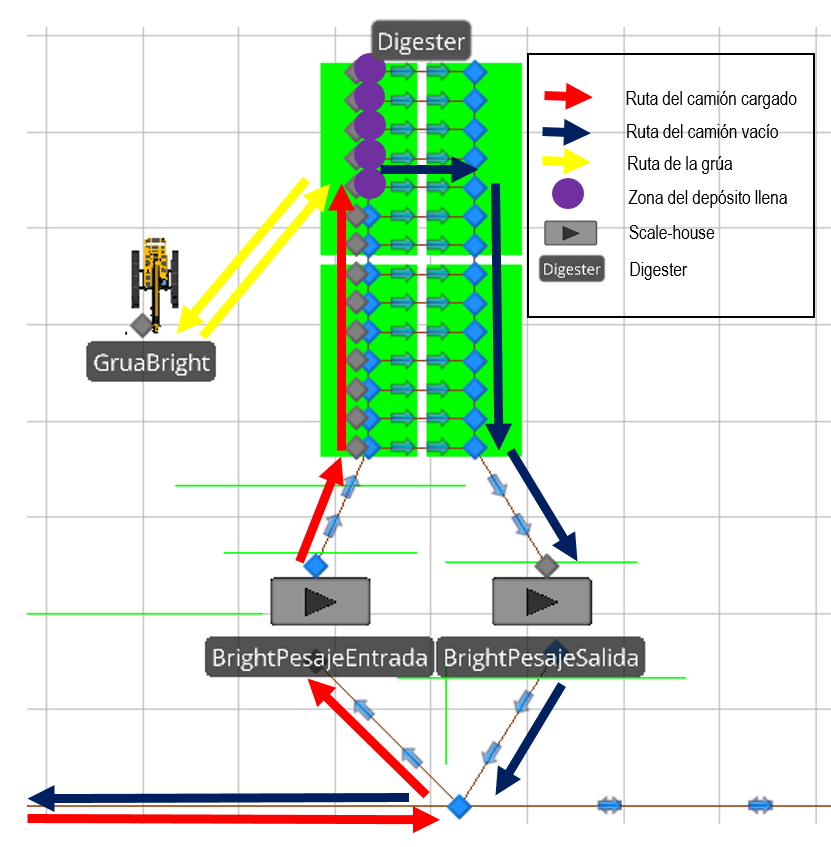 Digester
Ruta del camión cargado
Ruta del camión vacío
Ruta de la grúa
Zona del depósito llena
Scale-house
Digester
Digester
GruaBright
BrightPesajeEntrada
BrightPesajeSalida